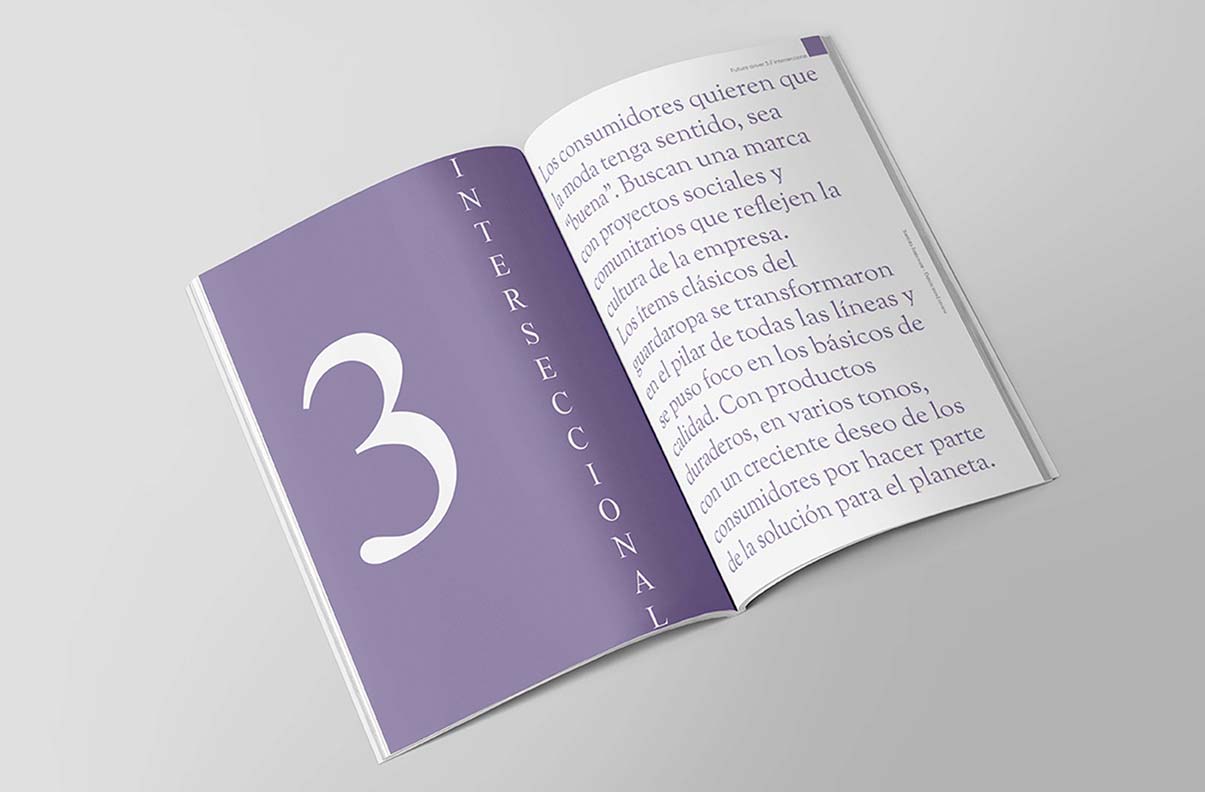 3
INTERSECCIONAL
Future driver 3 // Interseccional
Los consumidores quieren que
la moda tenga sentido, sea
“buena”. Buscan una marca
con proyectos sociales y
comunitarios que reflejen la
cultura de la empresa.
Los ítems clásicos del
guardaropa se transformaron
en el pilar de todas las líneas y
se puso foco en los básicos de
calidad. Con productos
duraderos, en varios tonos,
con un creciente deseo de los
consumidores por hacer parte
de la solución para el planeta.